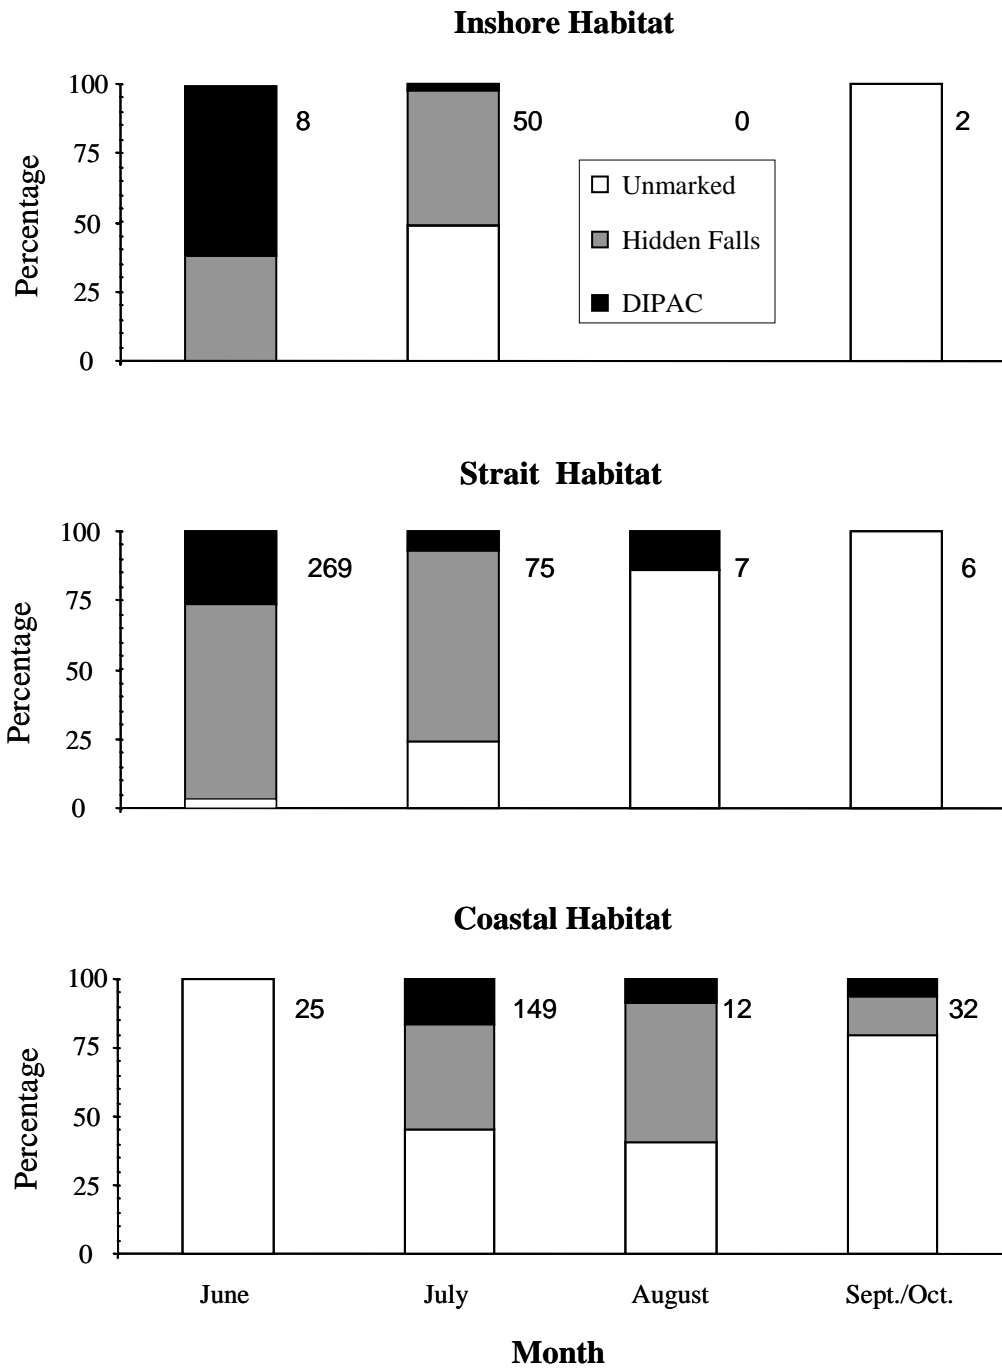 Inshore Habitat
100
75
50
25
0
Percentage
8
50
0
2
Unmarked
Hidden Falls
DIPAC
Strait Habitat
100
75
50
25
0
Percentage
269
75
7
6
Coastal Habitat
100
75
50
25
0
Percentage
25
149
12
32
June July August Sept./Oct.
Month